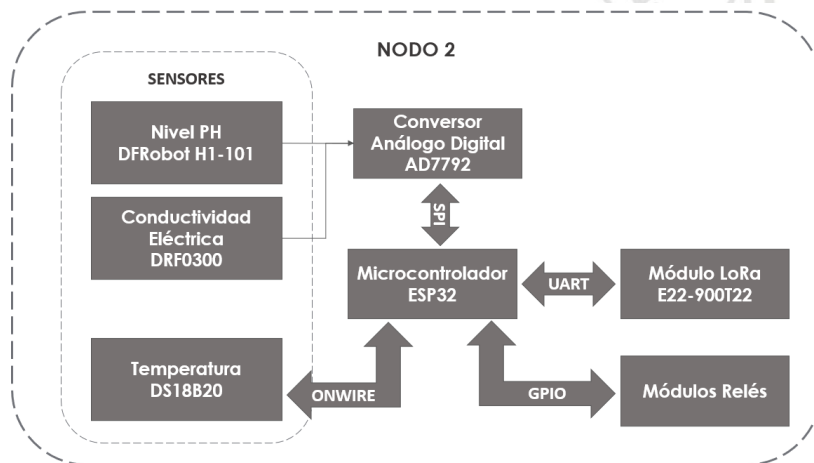 NODO 2
SENSORES
Nivel PH
DFRobot H1-101
Conversor
Análogo Digital
AD7792
SPI
Conductividad
Eléctrica
DRF0300
Microcontrolador
ESP32
UART
Módulo LoRa
E22-900T22
Temperatura
DS18B20
ONWIRE
GPIO
Módulos Relés